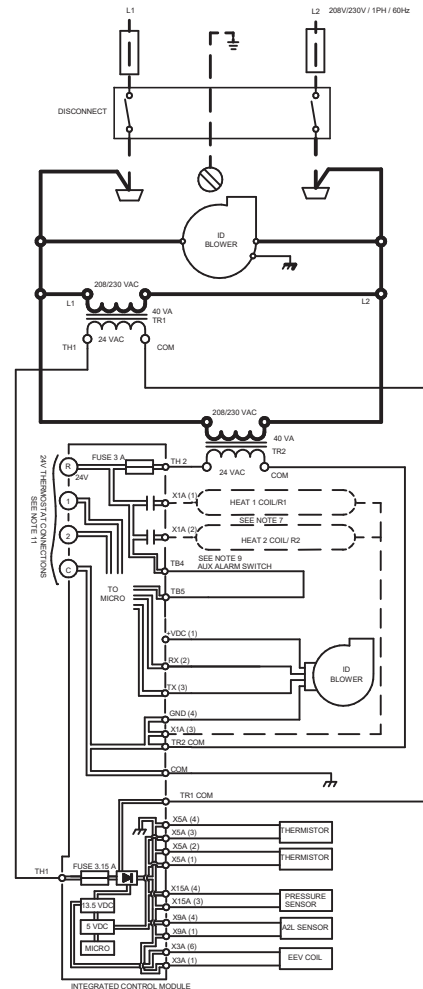 L1
L2 208V/230V / 1PH / 60Hz
DISCONNECT
ID
BLOWER
208/230 VAC
L1
40 VA
TR1
L2
24 VAC
TH1
COM
208/230 VAC
40 VA
TR2
24 VAC
COM
24V THERMOSTAT CONNECTIONS
SEE NOTE 11
R
24V
1
2
C
FUSE 3 A
TH 2
X1A (1)
HEAT 1 COIL/R1
SEE NOTE 7
X1A (2)
HEAT 2 COIL/ R2
SEE NOTE 9
AUX ALARM SWITCH
TB4
TB5
TO
MICRO
+VDC (1)
RX (2)
TX (3)
ID
BLOWER
GND (4)
X1A (3)
TR2 COM
COM
TR1 COM
X5A (4)
X5A (3)
THERMISTOR
X5A (2)
X5A (1)
THERMISTOR
TH1
FUSE 3.15 A
X15A (4)
X15A (3)
PRESSURE
SENSOR
13.5 VDC
X9A (4)
X9A (1)
A2L SENSOR
5 VDC
MICRO
X3A (6)
X3A (1)
EEV COIL
INTEGRATED CONTROL MODULE